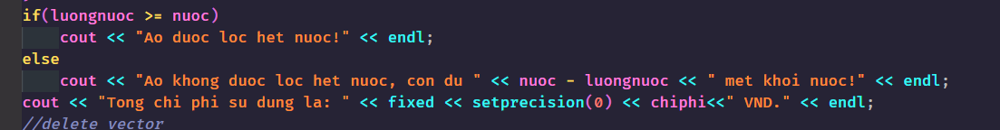 if(luongnuoc >= nuoc)
cout << "Ao duoc loc het nuoc!" << endl;
else
cout << "Ao khong duoc loc het nuoc, con du " << nuoc - luongnuoc << " met khoi nuoc!" << endl;
cout << "Tong chi phi su dung la: " << fixed << setprecision(0) << chiphi<<" VND." << endl;
//delete vector